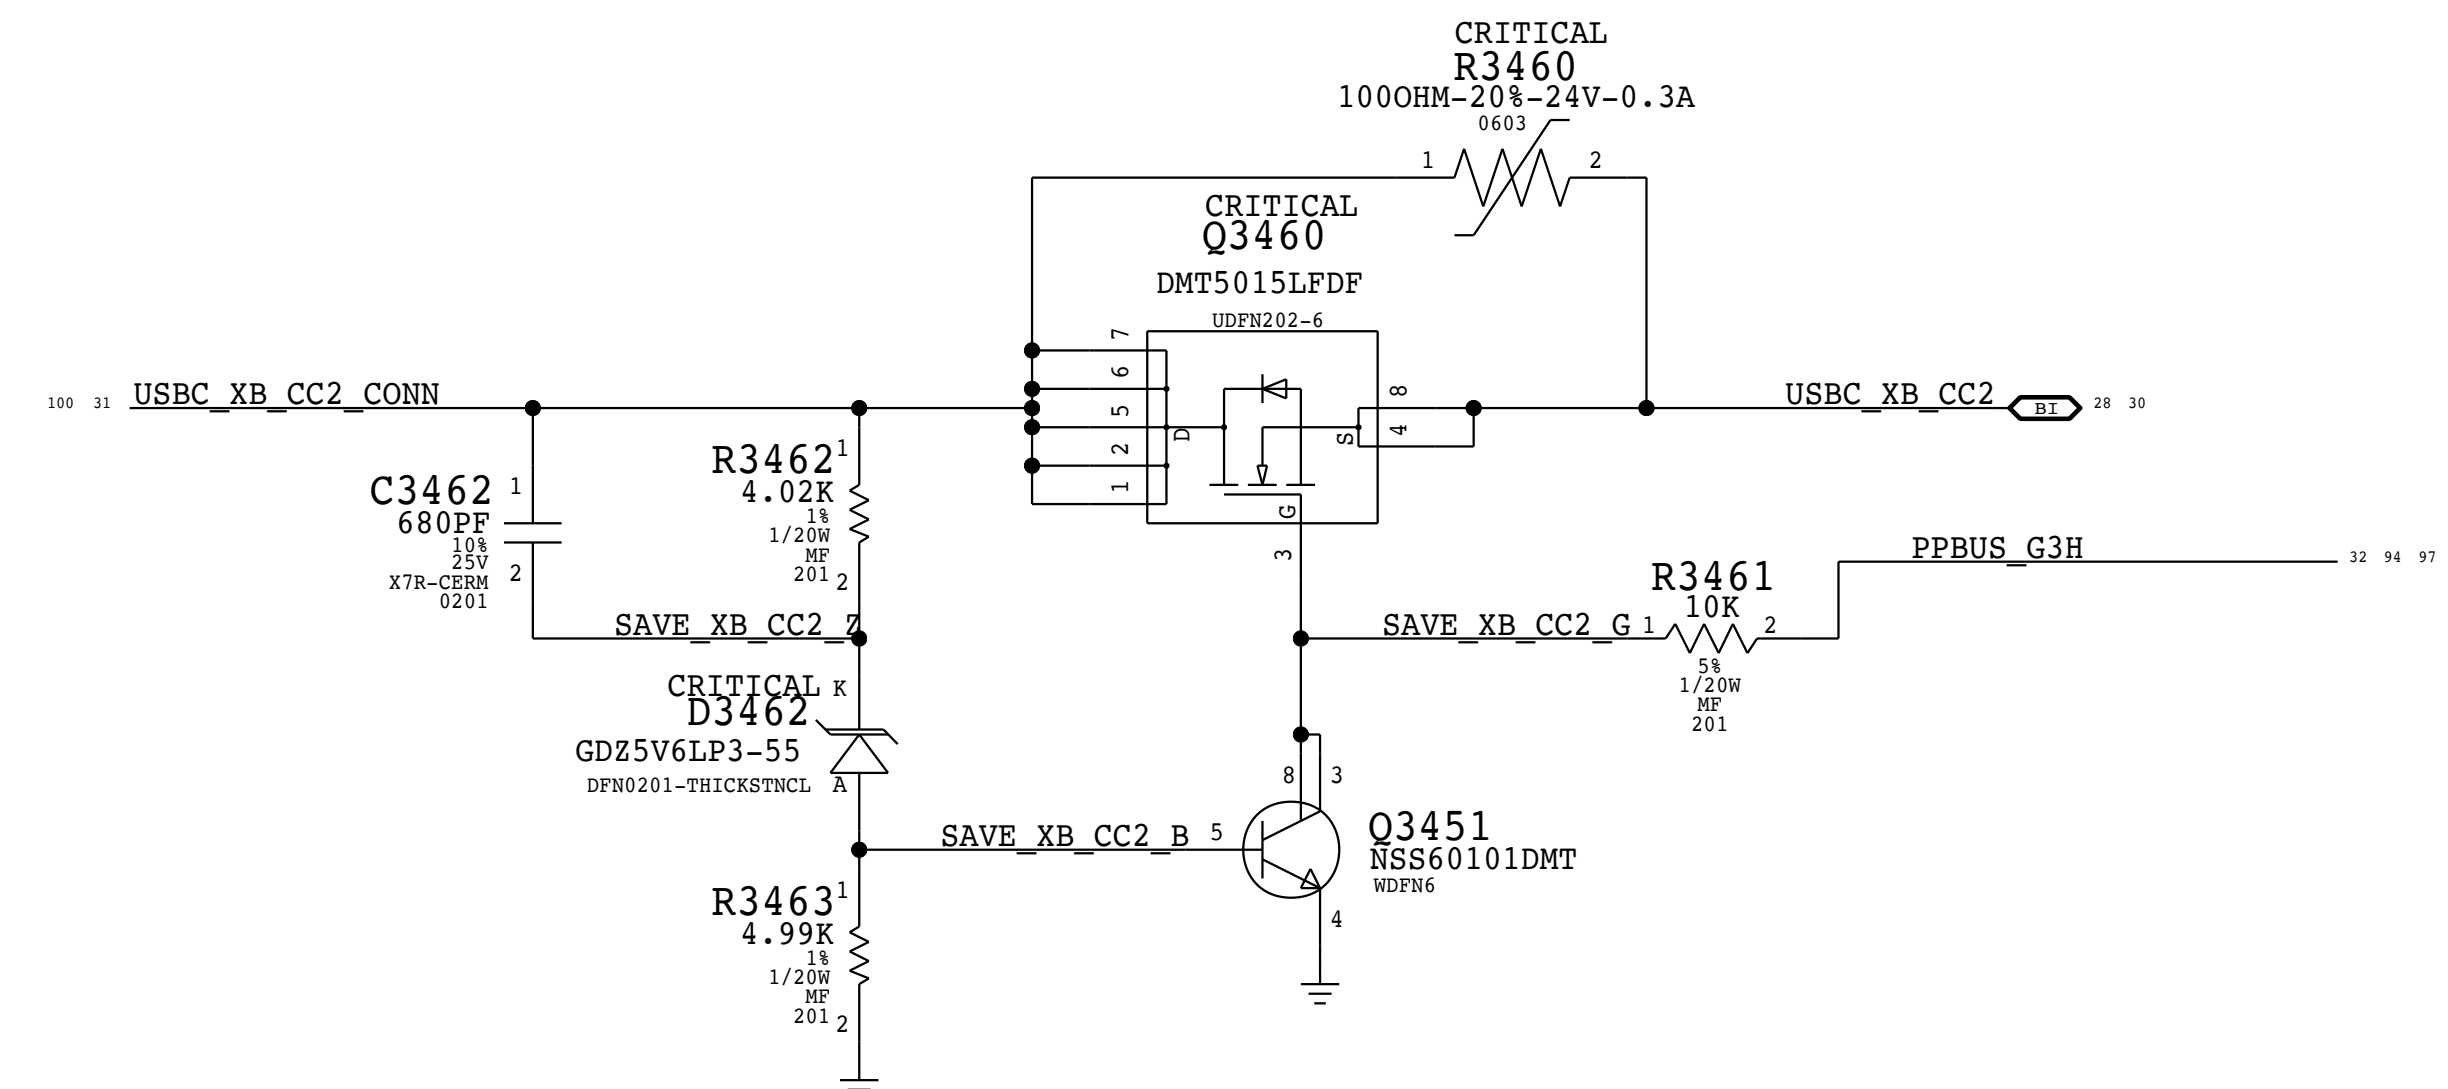 CRITICAL
R3460
100OHM-20%-24V-0.3A
0603
1 2
CRITICAL
Q3460
DMT5015LFDF
UDFN202-6
7
6
5
2
1
D
S
G
8
4
3
100 31 USBC_XB_CC2_CONN
USBC_XB_CC2 BI 28 30
C3462
680PF
10%
25V
X7R-CERM
0201
1
2
R3462
4.02K
1%
1/20W
MF
201
1
2
SAVE_XB_CC2_Z
PPBUS_G3H 32 94 97
R3461
10K
SAVE_XB_CC2_G 1 2
5%
1/20W
MF
201
CRITICAL K
D3462
GDZ5V6LP3-55
DFN0201-THICKSTNCL A
8 3
SAVE_XB_CC2_B 5
Q3451
NSS60101DMT
WDFN6
4
R3463
4.99K
1%
1/20W
MF
201
1
2